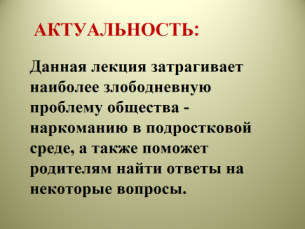 АКТУАЛЬНОСТЬ:
Данная лекция затрагивает
наиболее злободневную
проблему общества -
наркоманию в подростковой
среде, а также поможет
родителям найти ответы на
некоторые вопросы.